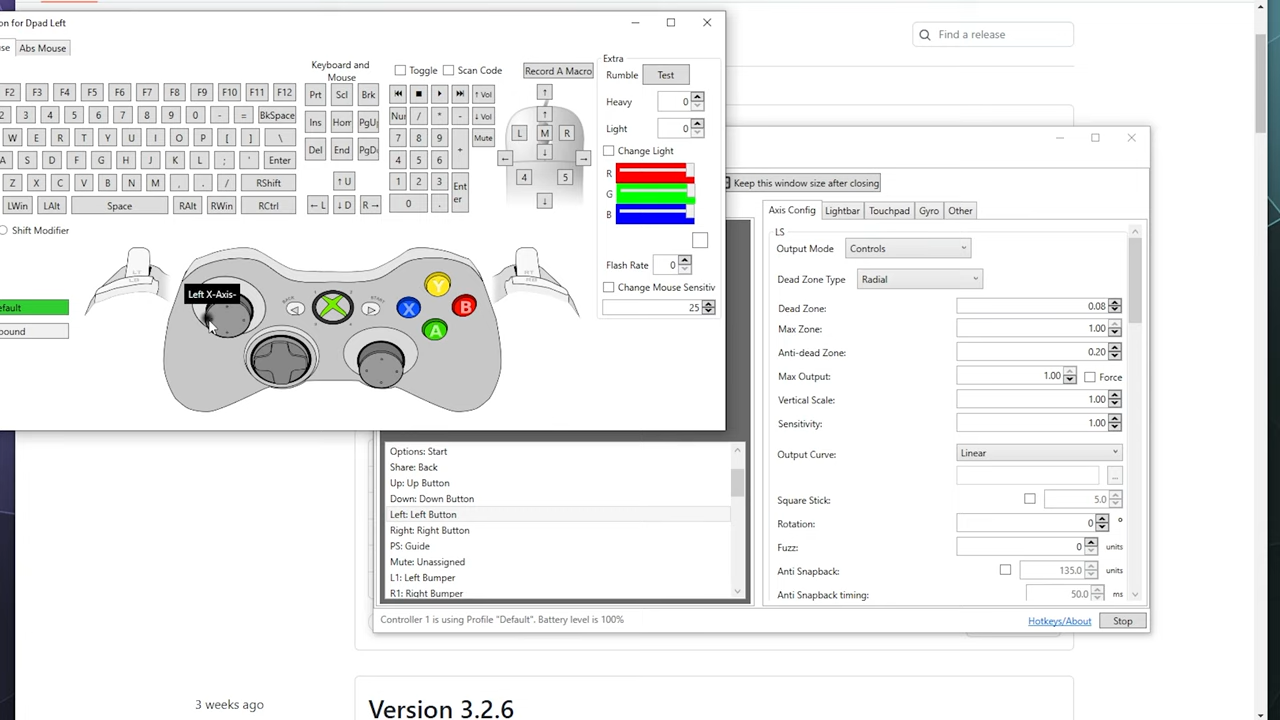 on for Dpad Left
Find a release
se
Abs Mouse
Keyboard and
Mouse
Toggle
Scan Code
Record A Macro
Extra
Rumble
Test
F2 F3 F4 F5 F6 F7 F8 F9 F10 F11 F12
Prt Scl Brk
↑ Vol
Heavy
0
2 3 4 5 6 7 8 9 0 - = BkSpace
Ins Hom PgU
Nu / * -
↓ Vol
Light
0
W E R T Y U I O P [ ] \
7 8 9 +
Mute
L M R
A S D F G H J K L ; ' Enter
Del End PgD
4 5 6
Change Light
Z X C V B N M , . / RShift
↑ U
1 2 3
Ent
er
4 5
R
G
B
LWin LAlt Space RAlt RWin RCtrl
← L ↓ D R →
0 .
Shift Modifier
Keep this window size after closing
Axis Config Lightbar Touchpad Gyro Other
LS
Output Mode Controls
Flash Rate 0
Dead Zone Type Radial
Change Mouse Sensitiv
25
Left X-Axis-
BACK
START
LT
LB
RT
RB
Y
X B
A
efault
ound
Dead Zone: 0.08
Max Zone: 1.00
Anti-dead Zone: 0.20
Max Output: 1.00 Force
Vertical Scale: 1.00
Sensitivity: 1.00
Output Curve: Linear
...
Square Stick: 5.0
Rotation: 0 °
Fuzz: 0 units
Anti Snapback: 135.0 units
Anti Snapback timing: 50.0 ms
Options: Start
Share: Back
Up: Up Button
Down: Down Button
Left: Left Button
Right: Right Button
PS: Guide
Mute: Unassigned
L1: Left Bumper
R1: Right Bumper
Controller 1 is using Profile "Default". Battery level is 100%
Hotkeys/About
Stop
3 weeks ago
Version 3.2.6